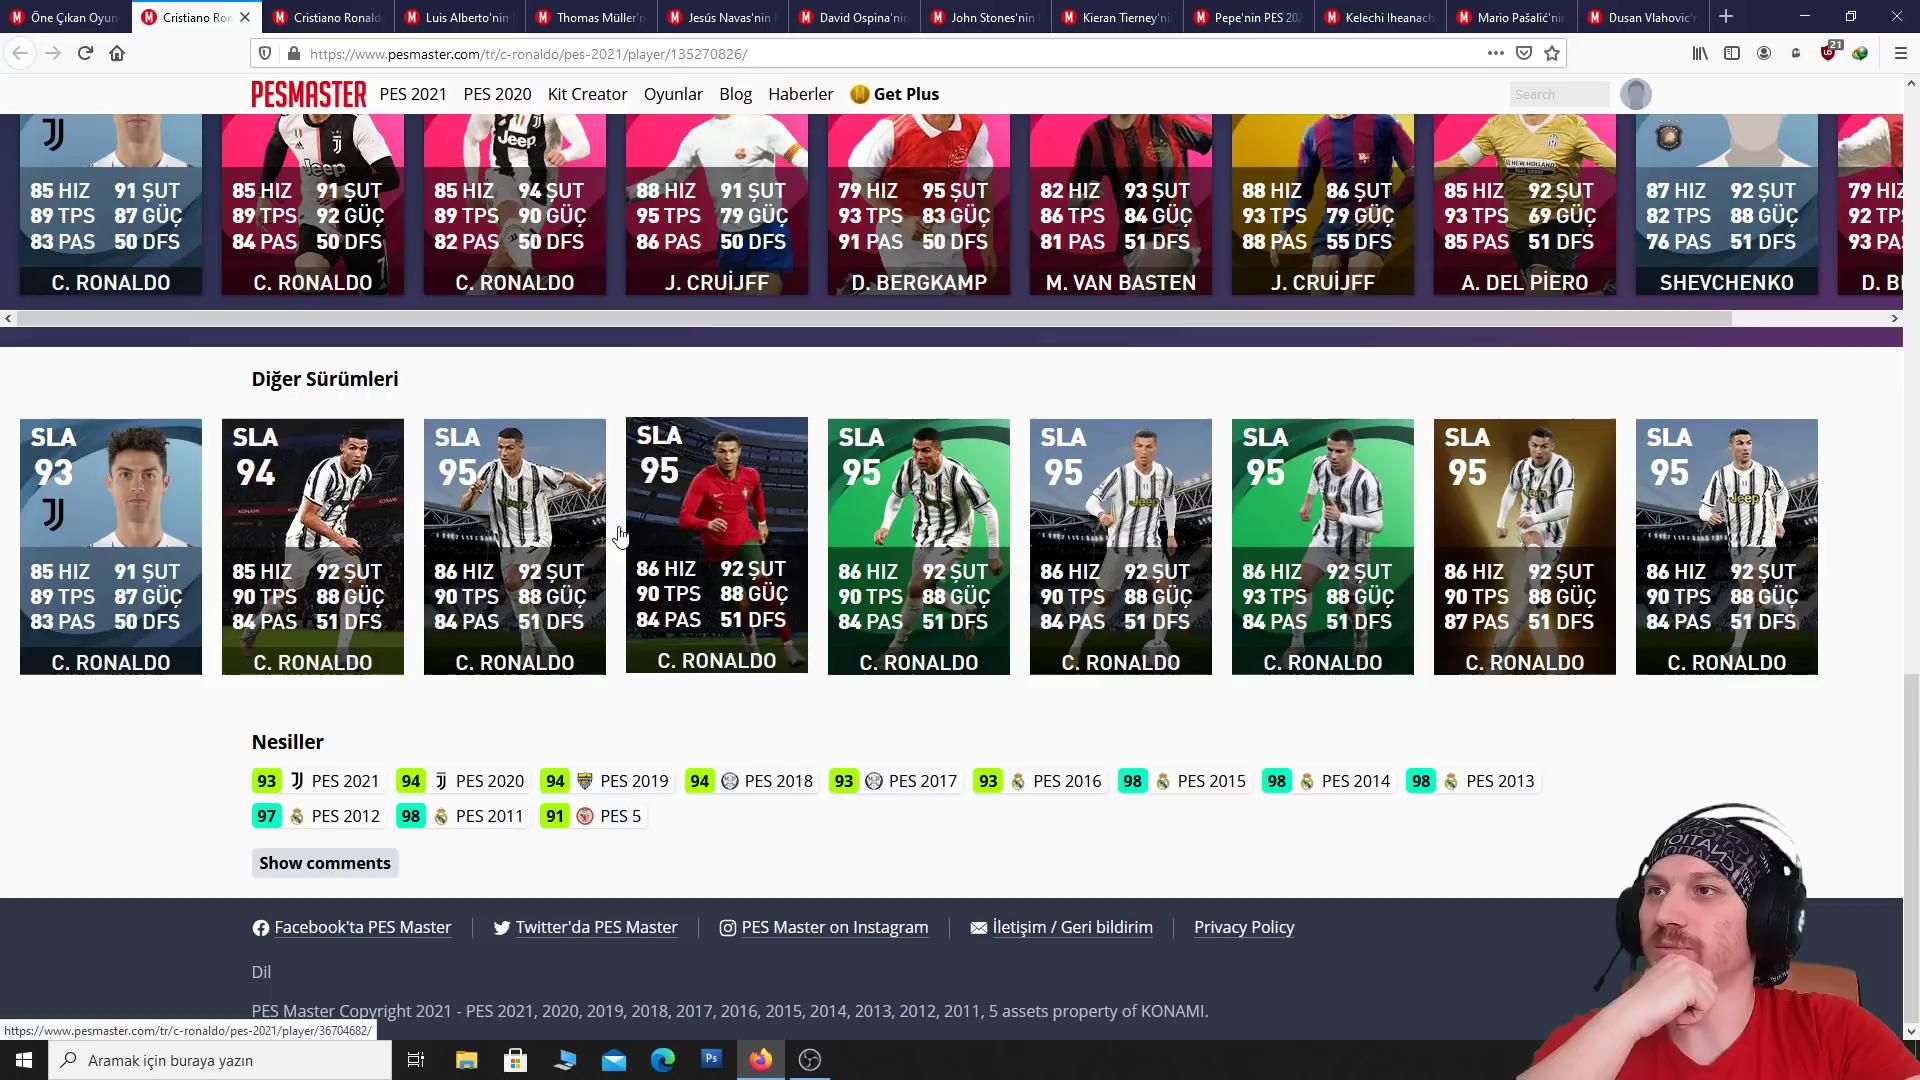 Öne Çıkan Oyun
Cristiano Ron
Cristiano Ronald
Luis Alberto'nin
Thomas Müller'n
Jesús Navas'nin
David Ospina'nin
John Stones'nin
Kieran Tierney'ni
Pepe'nin PES 202
Kelechi Iheanach
Mario Pašalić'ni
Dusan Vlahovic'
https://www.pesmaster.com/tr/c-ronaldo/pes-2021/player/135270826/
21
PESMASTER PES 2021 PES 2020 Kit Creator Oyunlar Blog Haberler Get Plus Search
85 HIZ 91 ŞUT
89 TPS 87 GÜÇ
83 PAS 50 DFS
C. RONALDO
Jeep
85 HIZ 91 ŞUT
89 TPS 92 GÜÇ
84 PAS 50 DFS
C. RONALDO
Jeep
85 HIZ 94 ŞUT
89 TPS 90 GÜÇ
82 PAS 50 DFS
C. RONALDO
88 HIZ 91 ŞUT
95 TPS 79 GÜÇ
86 PAS 50 DFS
J. CRUİJFF
79 HIZ 95 ŞUT
93 TPS 83 GÜÇ
91 PAS 50 DFS
D. BERGKAMP
82 HIZ 93 ŞUT
86 TPS 84 GÜÇ
81 PAS 51 DFS
M. VAN BASTEN
88 HIZ 86 ŞUT
93 TPS 79 GÜÇ
88 PAS 55 DFS
J. CRUİJFF
NEW HOLLAND
85 HIZ 92 ŞUT
93 TPS 69 GÜÇ
85 PAS 51 DFS
A. DEL PİERO
87 HIZ 92 ŞUT
82 TPS 88 GÜÇ
76 PAS 51 DFS
SHEVCHENKO
79 HIZ
92 TPS
93 PAS
D. BE
Diğer Sürümleri
SLA
93
85 HIZ 91 ŞUT
89 TPS 87 GÜÇ
83 PAS 50 DFS
C. RONALDO
SLA
94
KONAMI
85 HIZ 92 ŞUT
90 TPS 88 GÜÇ
84 PAS 51 DFS
C. RONALDO
SLA
95
Jeep
86 HIZ 92 ŞUT
90 TPS 88 GÜÇ
84 PAS 51 DFS
C. RONALDO
SLA
95
86 HIZ 92 ŞUT
90 TPS 88 GÜÇ
84 PAS 51 DFS
C. RONALDO
SLA
95
Jeep
86 HIZ 92 ŞUT
90 TPS 88 GÜÇ
84 PAS 51 DFS
C. RONALDO
SLA
95
Jeep
86 HIZ 92 ŞUT
90 TPS 88 GÜÇ
84 PAS 51 DFS
C. RONALDO
SLA
95
86 HIZ 92 ŞUT
93 TPS 88 GÜÇ
84 PAS 51 DFS
C. RONALDO
SLA
95
86 HIZ 92 ŞUT
90 TPS 88 GÜÇ
87 PAS 51 DFS
C. RONALDO
SLA
95
Jeep
86 HIZ 92 ŞUT
90 TPS 88 GÜÇ
84 PAS 51 DFS
C. RONALDO
Nesiller
93 PES 2021 94 PES 2020 94 PES 2019 94 PES 2018 93 PES 2017 93 PES 2016 98 PES 2015 98 PES 2014 98 PES 2013
97 PES 2012 98 PES 2011 91 PES 5
Show comments
Facebook'ta PES Master Twitter'da PES Master PES Master on Instagram İletişim / Geri bildirim Privacy Policy
Dil
PES Master Copyright 2021 - PES 2021, 2020, 2019, 2018, 2017, 2016, 2015, 2014, 2013, 2012, 2011, 5 assets property of KONAMI.
https://www.pesmaster.com/tr/c-ronaldo/pes-2021/player/36704682/
Aramak için buraya yazın
Ps